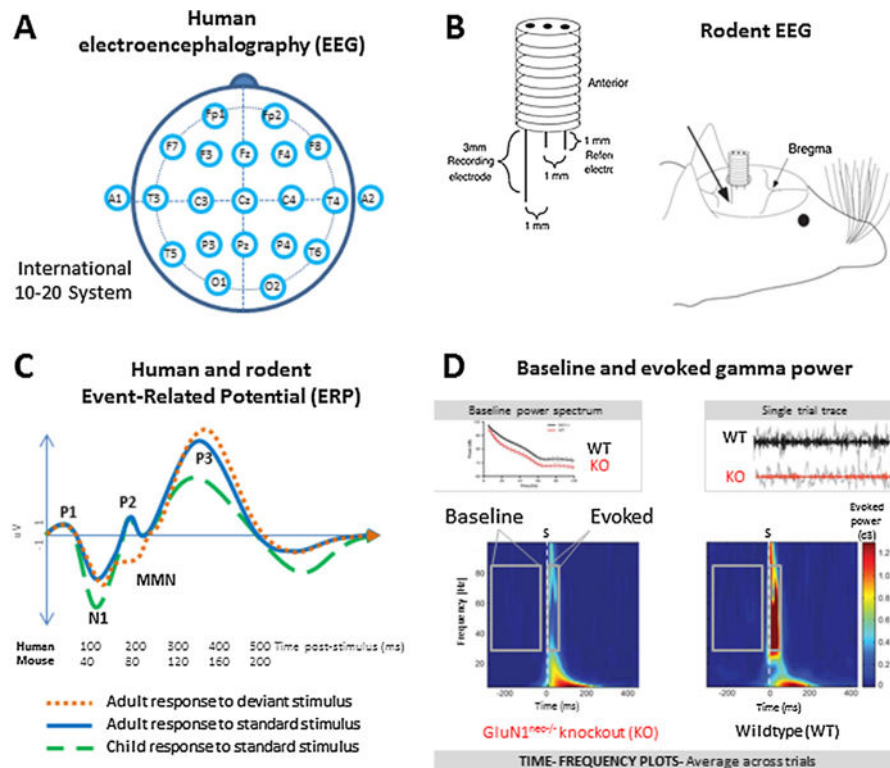 A
Human
electroencephalography (EEG)
Fp1 Fp2
F7 F3 Fz F4 F8
A1 T3 C3 Cz C4 T4 A2
T5 P3 Pz P4 T6
O1 O2
International
10-20 System
B
Rodent EEG
Anterior
3mm
Recording
electrode
1 mm
Refere
electro
1 mm
1 mm
Bregma
C
Human and rodent
Event-Related Potential (ERP)
uV
P1
N1
P2
MMN
P3
Human 100 200 300 400 500 Time post-stimulus (ms)
Mouse 40 80 120 160 200
Adult response to deviant stimulus
Adult response to standard stimulus
Child response to standard stimulus
D
Baseline and evoked gamma power
Baseline power spectrum
WT
KO
Single trial trace
WT
KO
Baseline Evoked
S
S
Evoked
power
Frequency [Hz]
80
60
40
20
-200 0 200 400
Time (ms)
-200 0 200 400
Time (ms)
1.2
1.0
0.8
0.6
0.4
0.2
0
GluN1neo-/- knockout (KO)
Wildtype (WT)
TIME- FREQUENCY PLOTS- Average across trials